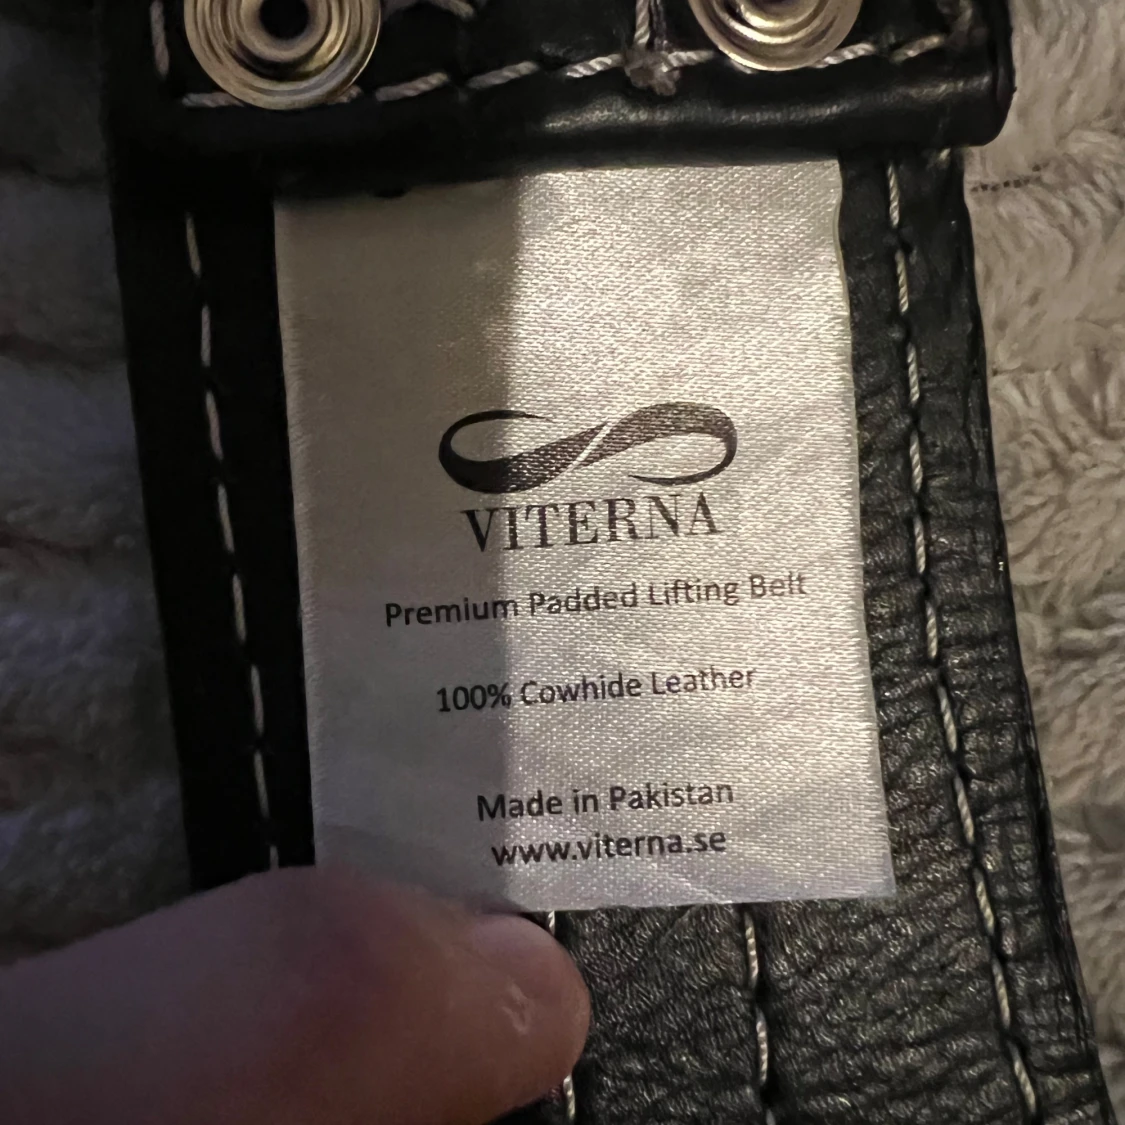 VITERNA
Premium Padded Lifting Belt
100% Cowhide Leather
Made in Pakistan
www.viterna.se